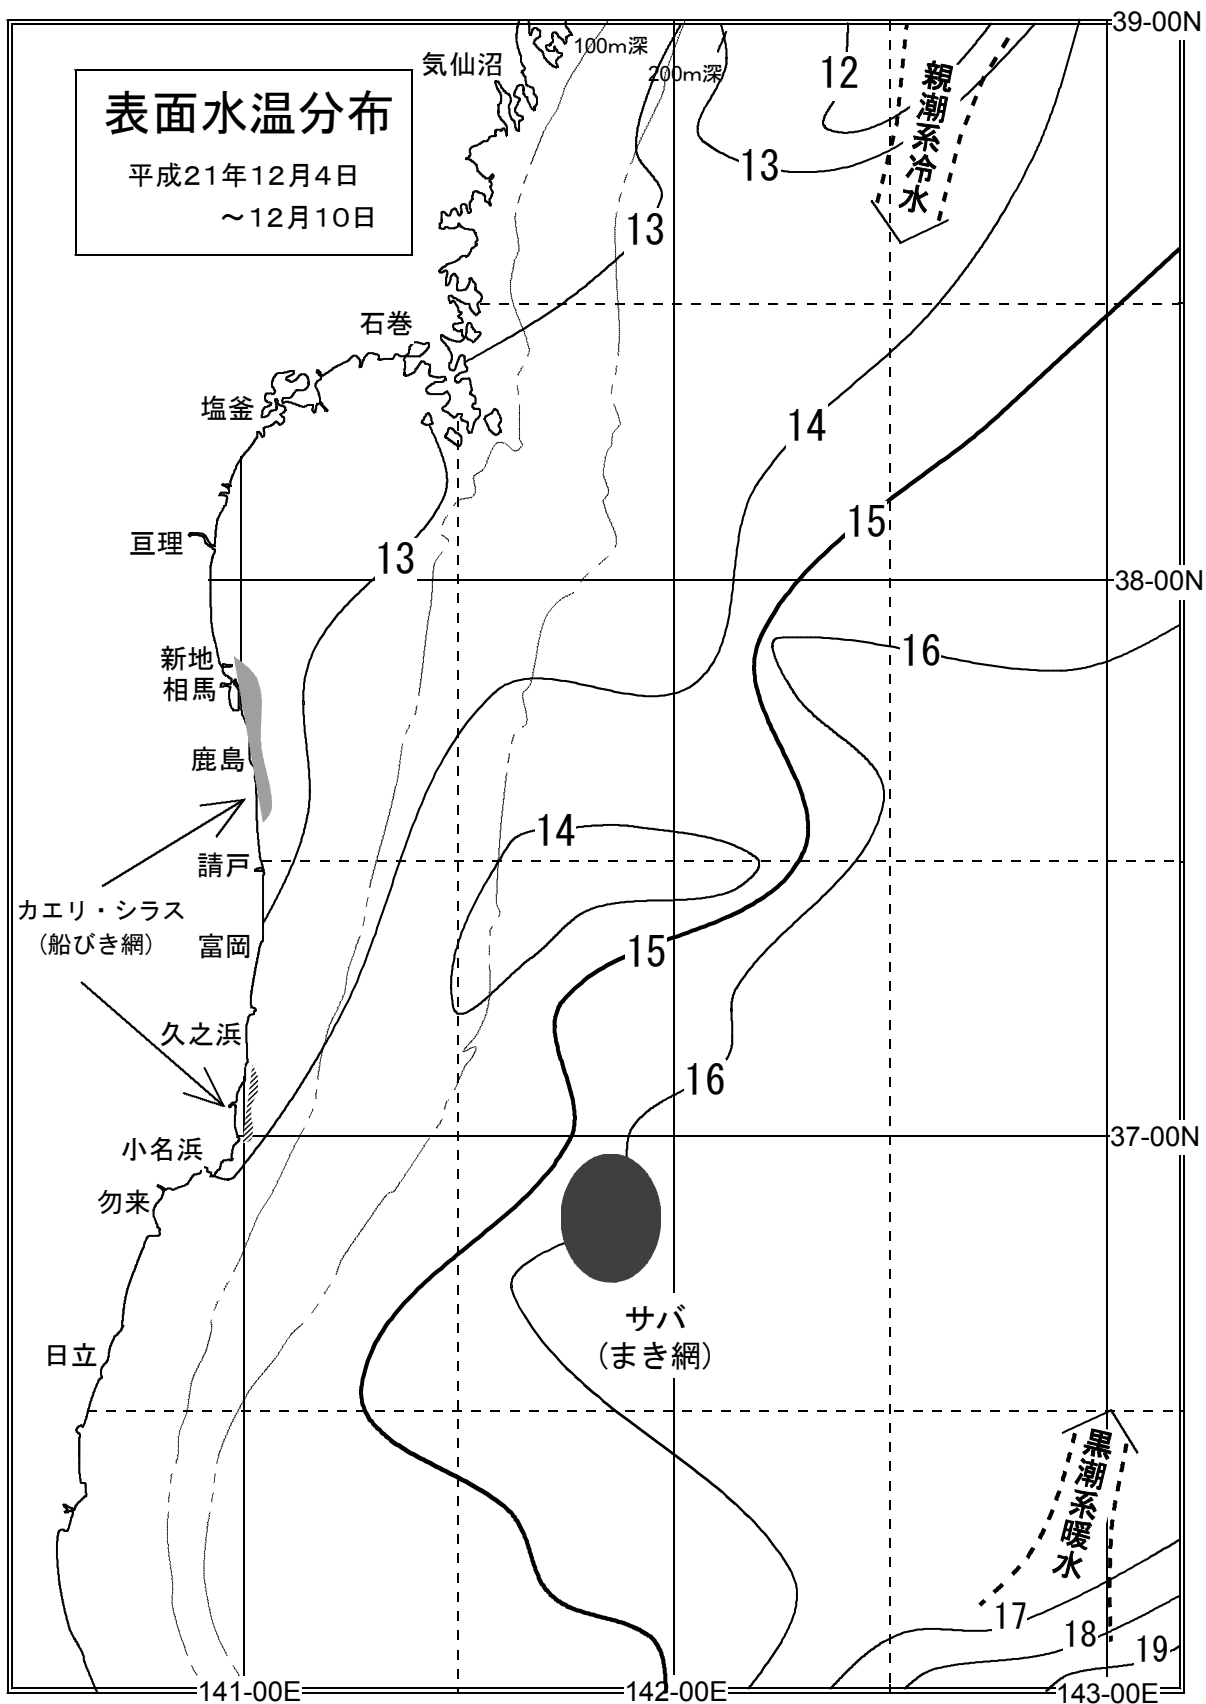 39-00N
100m深
気仙沼
200m深
12
表面水温分布
平成21年12月4日
～12月10日
親潮系冷水
13
13
石巻
塩釜
14
15
亘理
13
38-00N
新地
16
相馬
鹿島
14
請戸
カエリ・シラス
(船びき網)
富岡
15
久之浜
16
小名浜
37-00N
勿来
サバ
(まき網)
日立
黒潮系暖水
17
18
19
141-00E
142-00E
143-00E